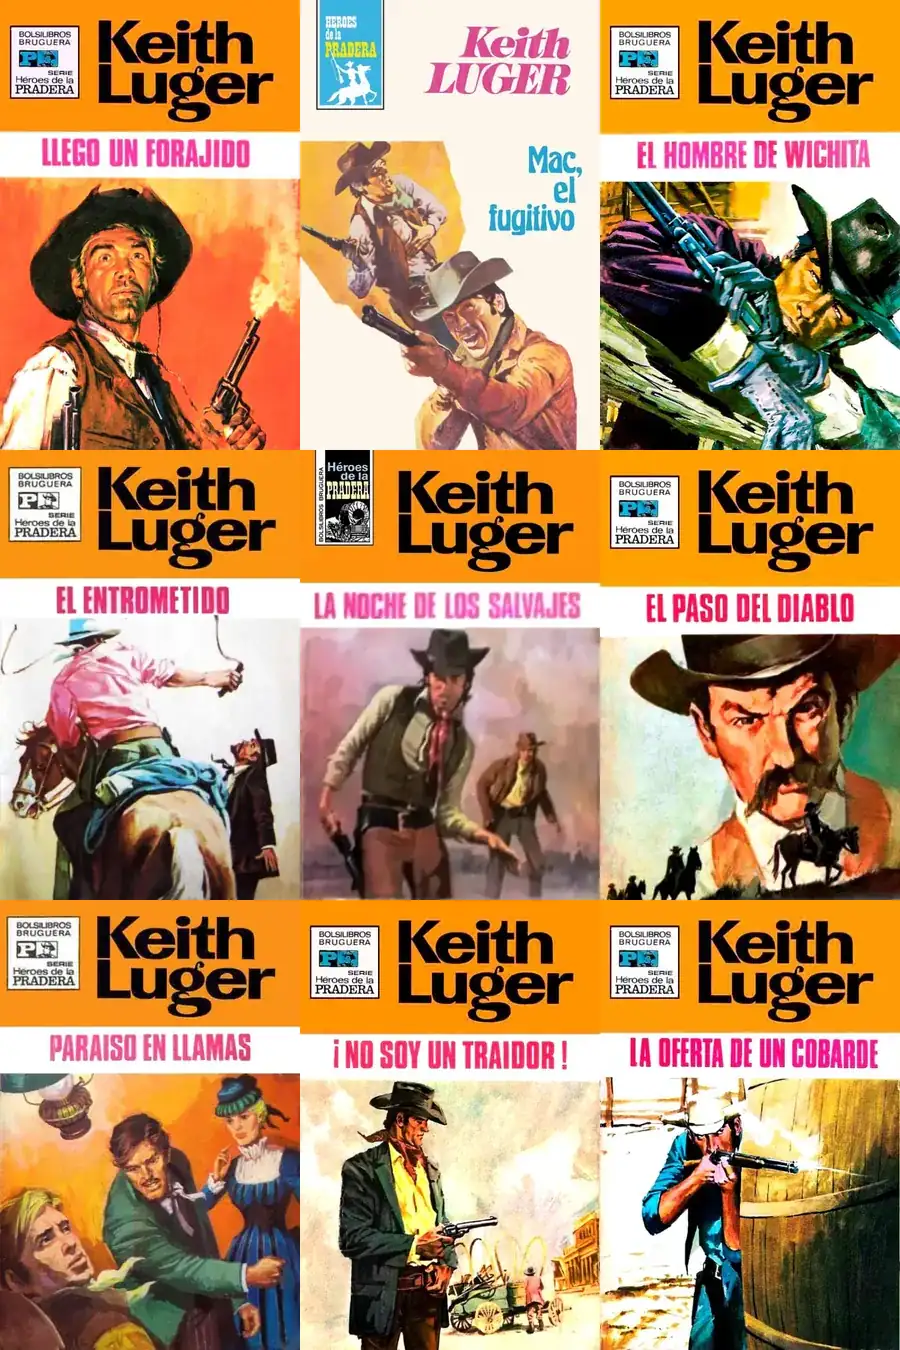 BOLSILIBROS
BRUGUERA
SERIE
Héroes de la
PRADERA
Keith
Luger
LLEGO UN FORAJIDO
HEROES
de la
PRADERA
Keith
LUGER
Mac,
el
fugitivo
BOLSILIBROS
BRUGUERA
SERIE
Héroes de la
PRADERA
Keith
Luger
EL HOMBRE DE WICHITA
BOLSILIBROS
BRUGUERA
SERIE
Héroes de la
PRADERA
Keith
Luger
EL ENTROMETIDO
BOLSILIBROS BRUGUERA
Héroes
de la
PRADERA
Keith
Luger
LA NOCHE DE LOS SALVAJES
BOLSILIBROS
BRUGUERA
SERIE
Héroes de la
PRADERA
Keith
Luger
EL PASO DEL DIABLO
BOLSILIBROS
BRUGUERA
SERIE
Héroes de la
PRADERA
Keith
Luger
PARAISO EN LLAMAS
BOLSILIBROS
BRUGUERA
SERIE
Héroes de la
PRADERA
Keith
Luger
¡NO SOY UN TRAIDOR!
BOLSILIBROS
BRUGUERA
SERIE
Héroes de la
PRADERA
Keith
Luger
LA OFERTA DE UN COBARDE